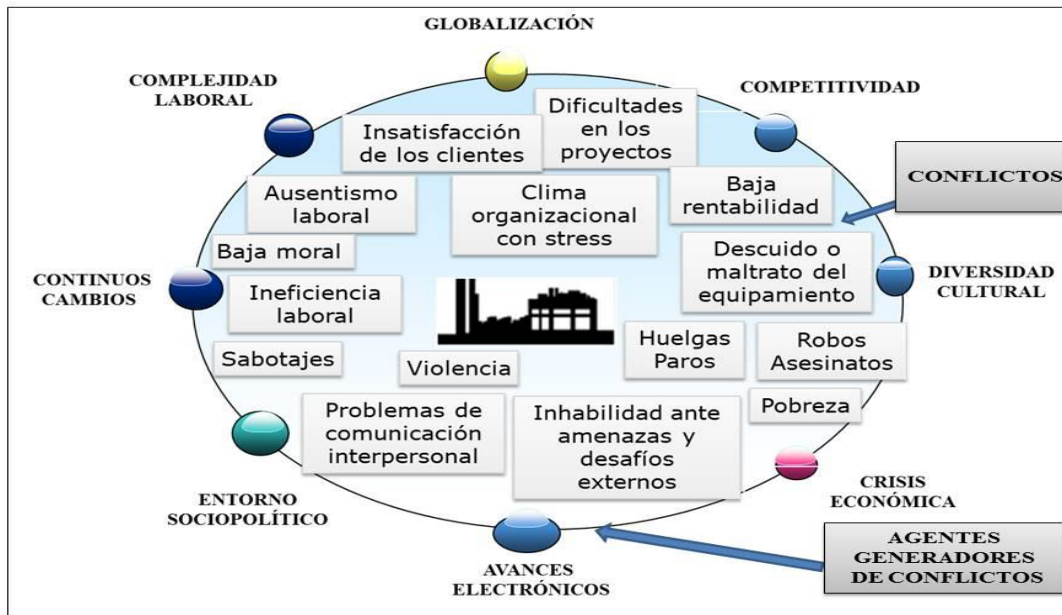 GLOBALIZACIÓN
COMPLEJIDAD
LABORAL
COMPETITIVIDAD
Dificultades
en los
proyectos
Insatisfacción
de los clientes
CONFLICTOS
Ausentismo
laboral
Clima
organizacional
con stress
Baja
rentabilidad
Baja moral
Descuido o
maltrato del
equipamiento
CONTINUOS
CAMBIOS
DIVERSIDAD
CULTURAL
Ineficiencia
laboral
Huelgas
Paros
Robos
Asesinatos
Sabotajes
Violencia
Pobreza
Problemas de
comunicación
interpersonal
Inhabilidad ante
amenazas y
desafíos
externos
ENTORNO
SOCIOPOLÍTICO
CRISIS
ECONÓMICA
AVANCES
ELECTRÓNICOS
AGENTES
GENERADORES
DE CONFLICTOS